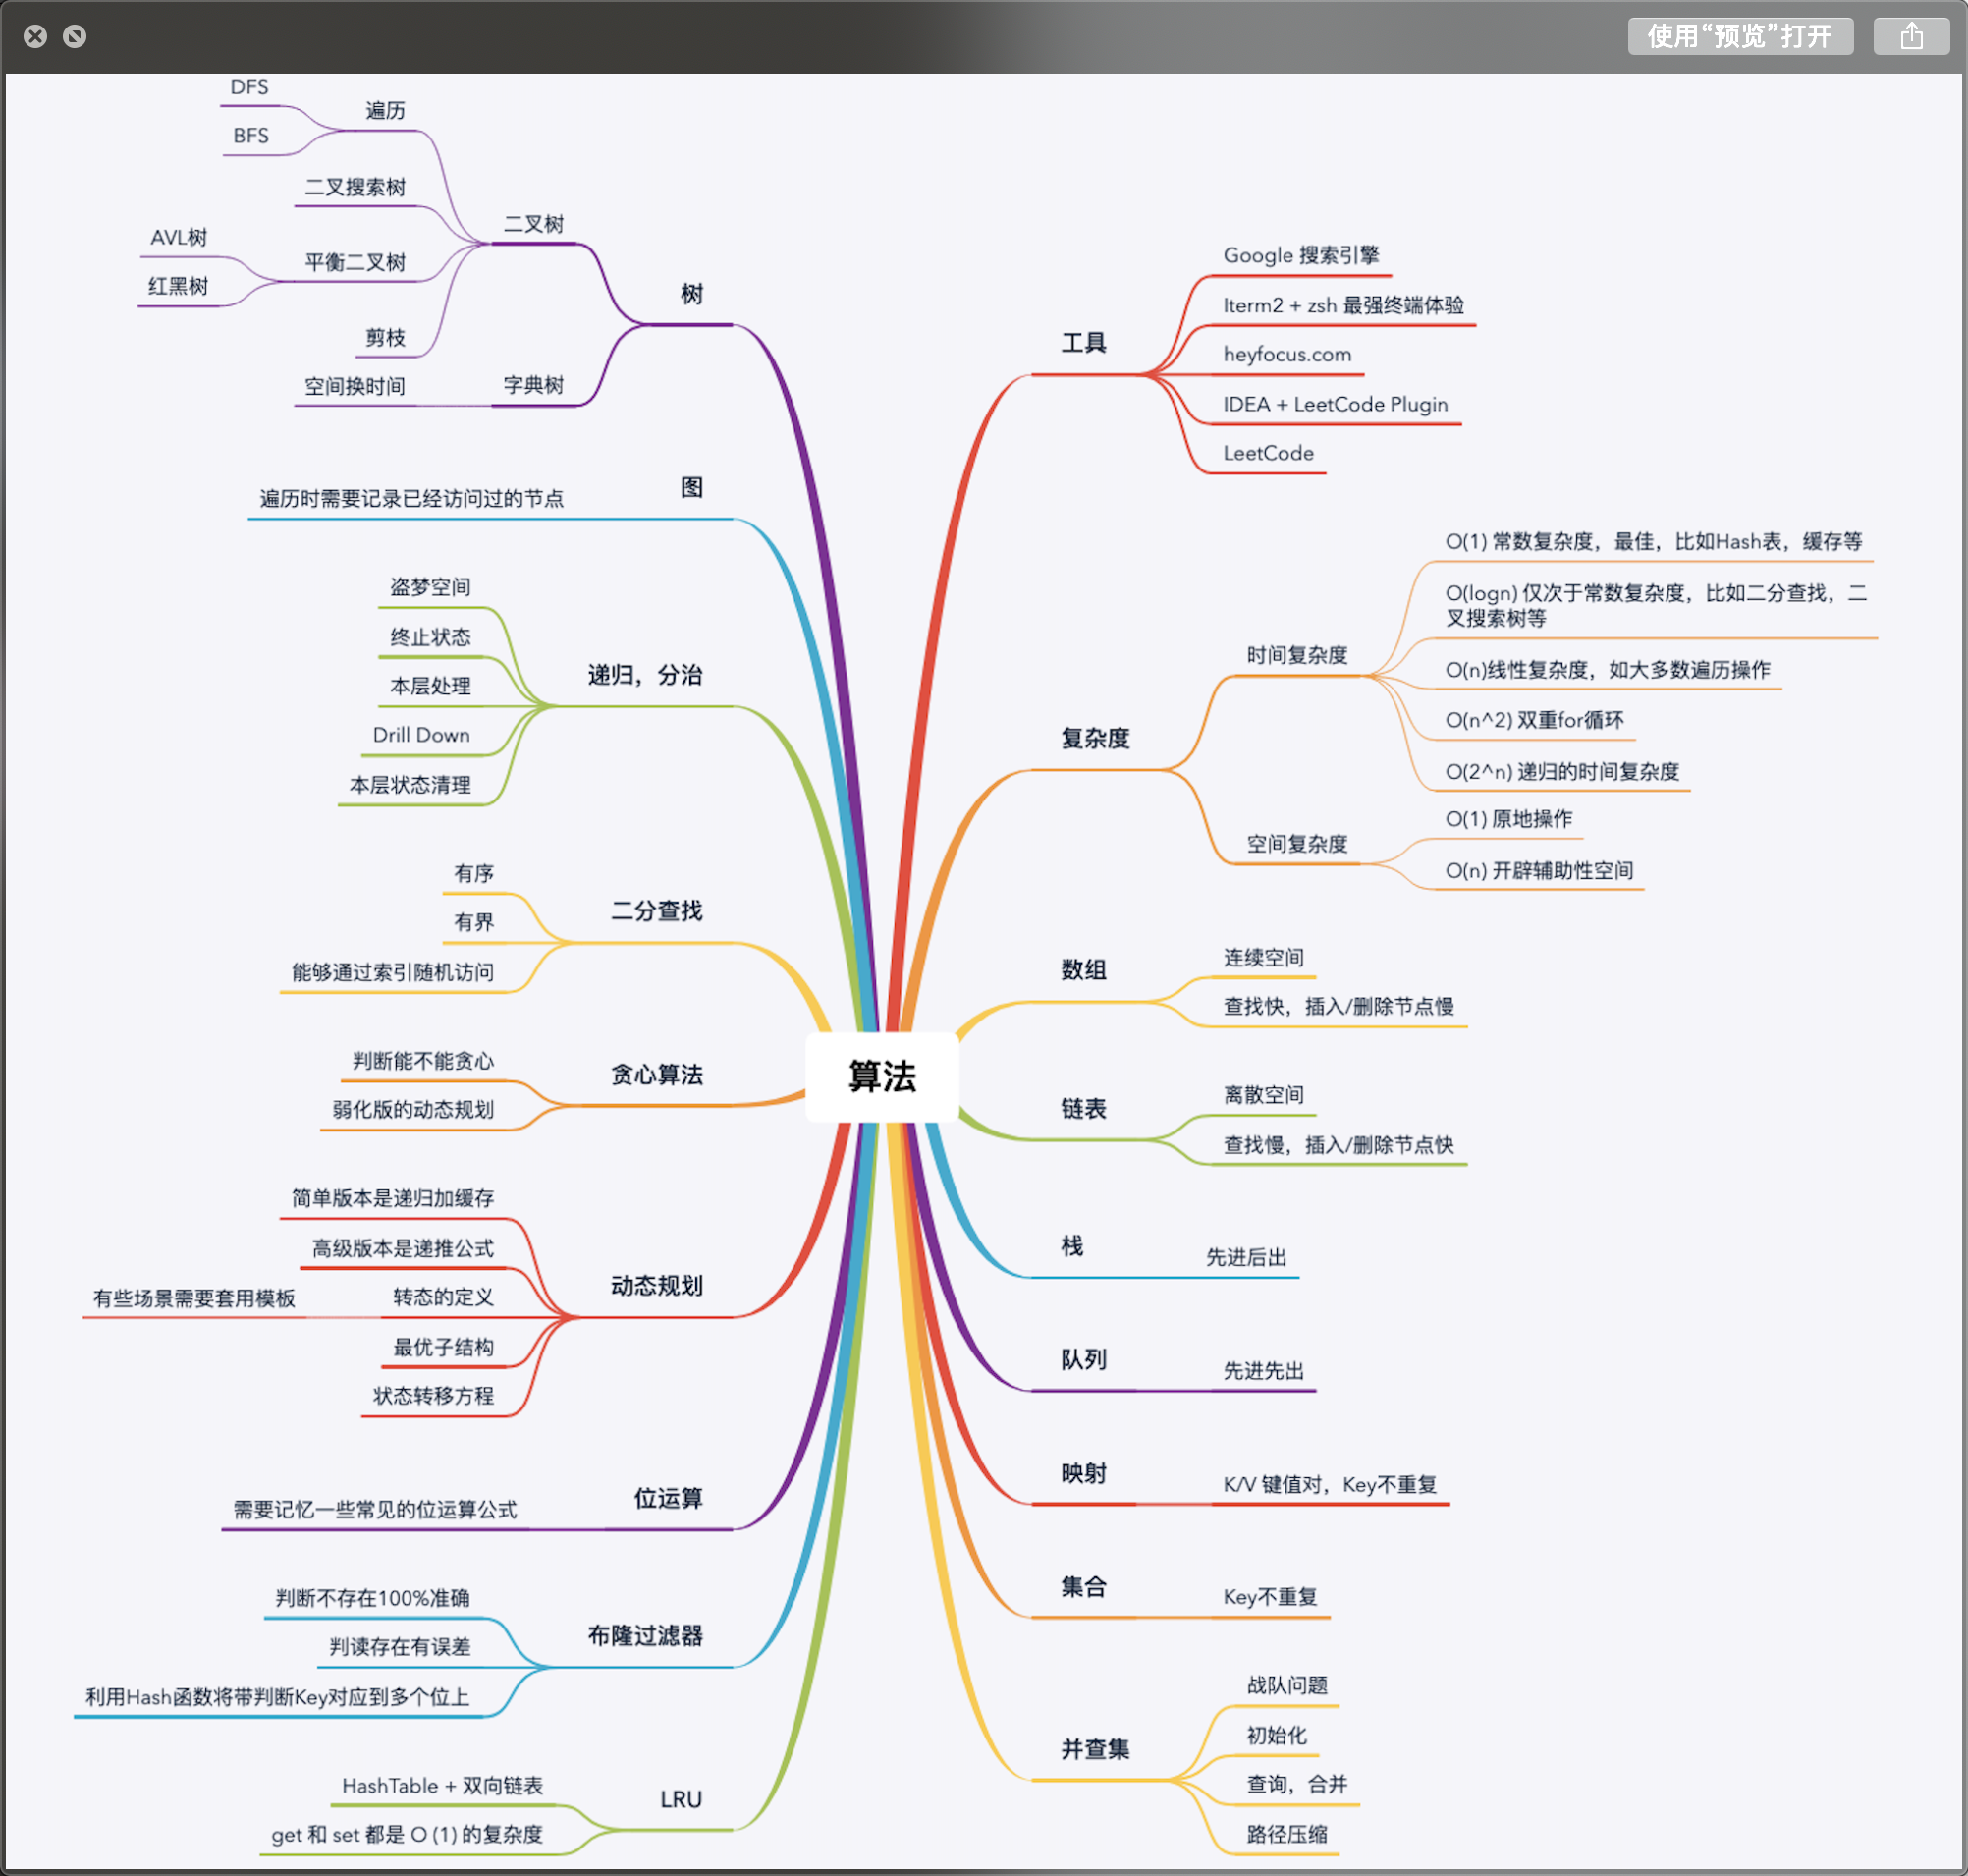 使用“预览”打开
算法
工具
Google 搜索引擎
Iterm2 + zsh 最强终端体验
heyfocus.com
IDEA + LeetCode Plugin
LeetCode
复杂度
时间复杂度
O(1) 常数复杂度，最佳，比如Hash表，缓存等
O(logn) 仅次于常数复杂度，比如二分查找，二
叉搜索树等
O(n)线性复杂度，如大多数遍历操作
O(n^2) 双重for循环
O(2^n) 递归的时间复杂度
空间复杂度
O(1) 原地操作
O(n) 开辟辅助性空间
数组
连续空间
查找快，插入/删除节点慢
链表
离散空间
查找慢，插入/删除节点快
栈
先进后出
队列
先进先出
映射
K/V 键值对，Key不重复
集合
Key不重复
并查集
战队问题
初始化
查询，合并
路径压缩
树
二叉树
遍历
DFS
BFS
二叉搜索树
平衡二叉树
AVL树
红黑树
剪枝
字典树
空间换时间
图
遍历时需要记录已经访问过的节点
递归，分治
盗梦空间
终止状态
本层处理
Drill Down
本层状态清理
二分查找
有序
有界
能够通过索引随机访问
贪心算法
判断能不能贪心
弱化版的动态规划
动态规划
简单版本是递归加缓存
高级版本是递推公式
转态的定义
有些场景需要套用模板
最优子结构
状态转移方程
位运算
需要记忆一些常见的位运算公式
布隆过滤器
判断不存在100%准确
判读存在有误差
利用Hash函数将带判断Key对应到多个位上
LRU
HashTable + 双向链表
get 和 set 都是 O (1) 的复杂度